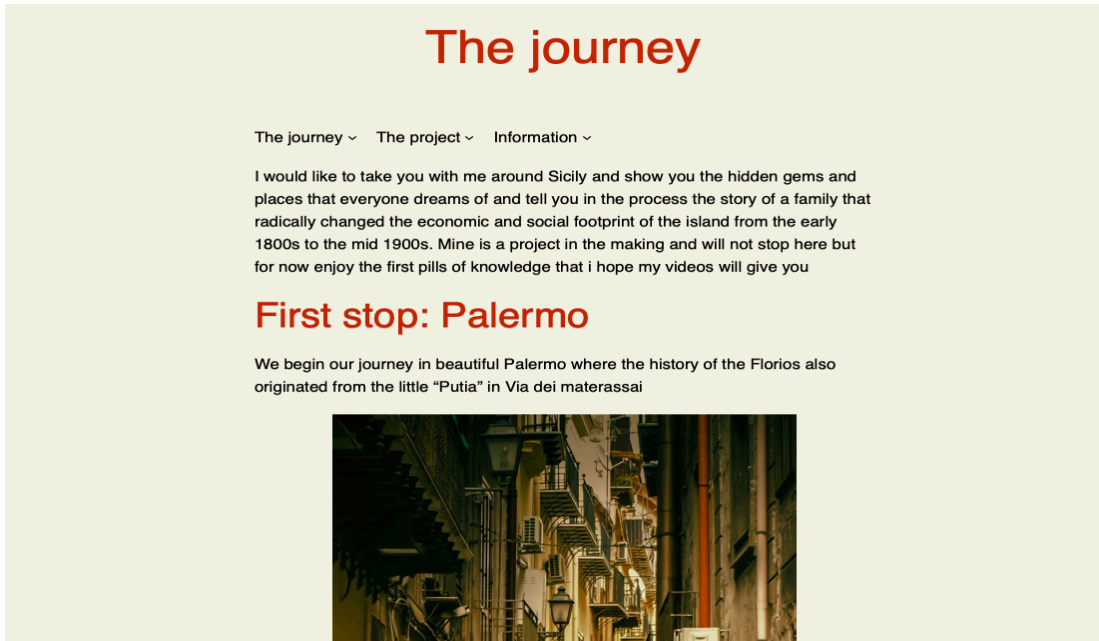 The journey
The journey The project Information
I would like to take you with me around Sicily and show you the hidden gems and
places that everyone dreams of and tell you in the process the story of a family that
radically changed the economic and social footprint of the island from the early
1800s to the mid 1900s. Mine is a project in the making and will not stop here but
for now enjoy the first pills of knowledge that i hope my videos will give you
First stop: Palermo
We begin our journey in beautiful Palermo where the history of the Florios also
originated from the little “Putia” in Via dei materassai